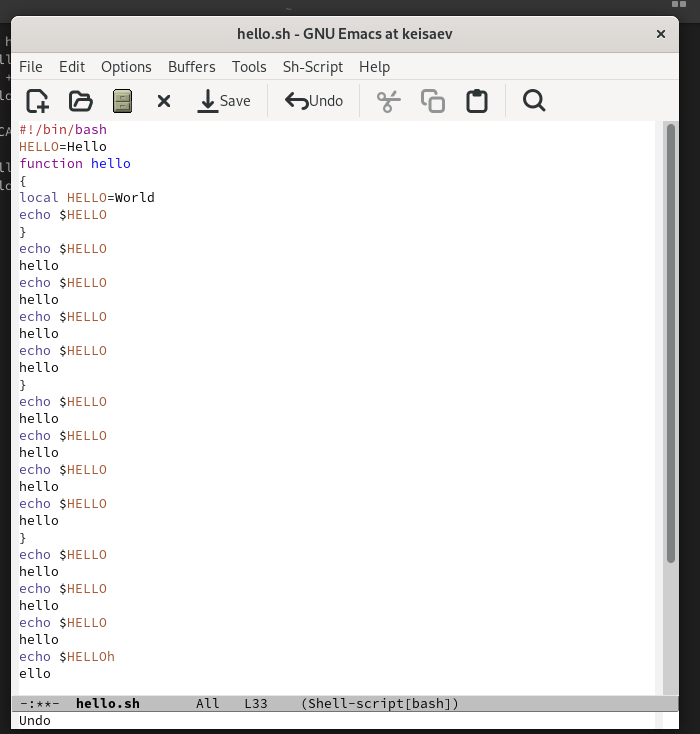 hello.sh - GNU Emacs at keisaev
File Edit Options Buffers Tools Sh-Script Help
Save Undo
#!/bin/bash
HELLO=Hello
function hello
{
local HELLO=World
echo $HELLO
}
echo $HELLO
hello
echo $HELLO
hello
echo $HELLO
hello
echo $HELLO
hello
}
echo $HELLO
hello
echo $HELLO
hello
echo $HELLO
hello
echo $HELLO
hello
}
echo $HELLO
hello
echo $HELLO
hello
echo $HELLO
hello
echo $HELLOh
ello
-:**- hello.sh All L33 (Shell-script[bash])
Undo